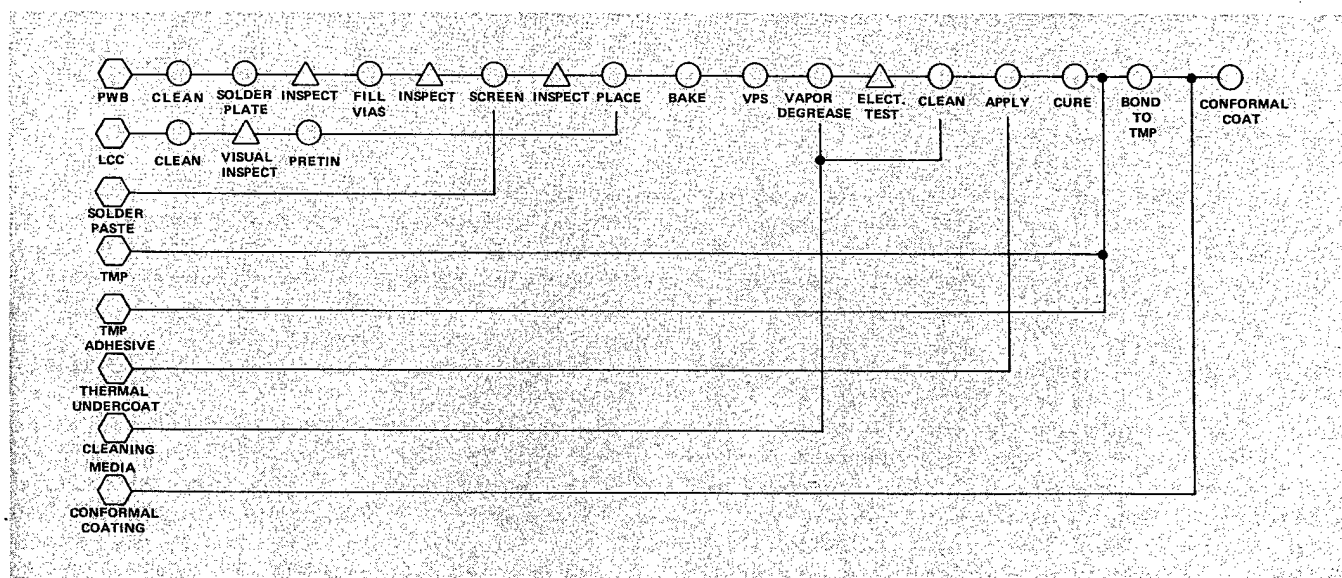 PWB
CLEAN
SOLDER
PLATE
INSPECT
FILL
VIAS
INSPECT
SCREEN
INSPECT
PLACE
BAKE
VPS
VAPOR
DEGREASE
ELECT.
TEST
CLEAN
APPLY
CURE
BOND
TO
TMP
CONFORMAL
COAT
LCC
CLEAN
VISUAL
INSPECT
PRETIN
SOLDER
PASTE
TMP
TMP
ADHESIVE
THERMAL
UNDERCOAT
CLEANING
MEDIA
CONFORMAL
COATING